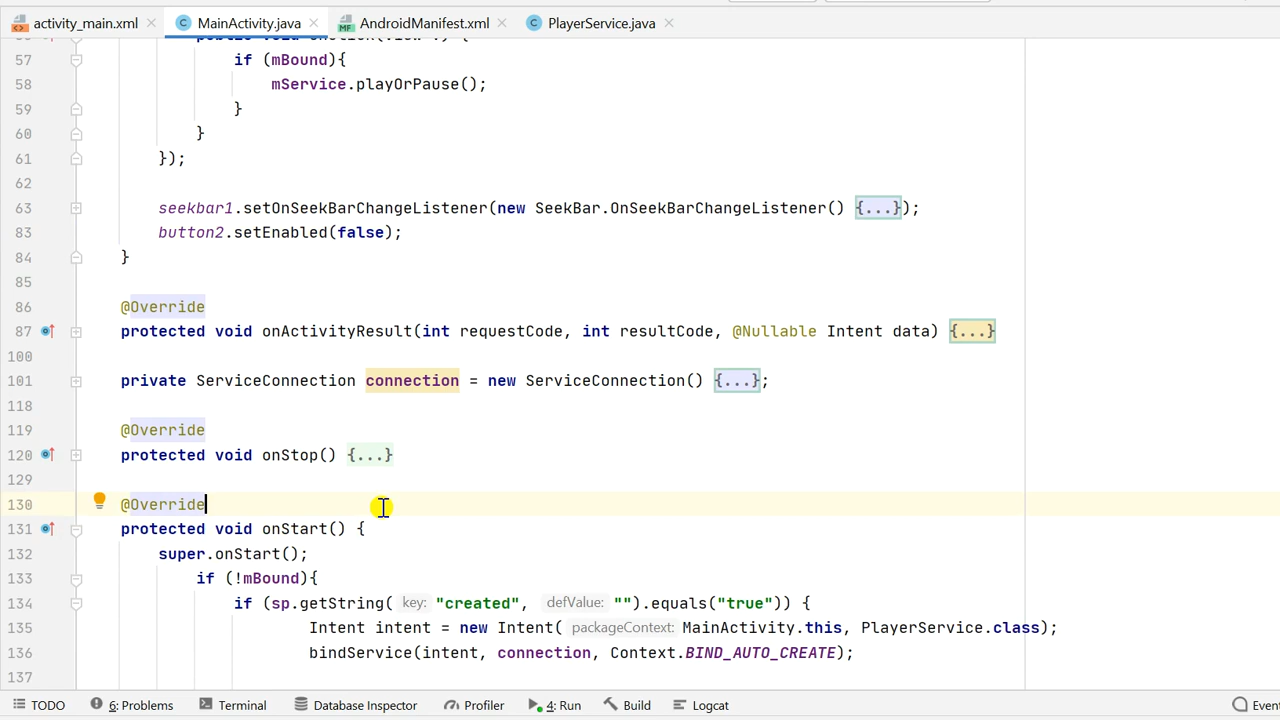 activity_main.xml MainActivity.java AndroidManifest.xml PlayerService.java
57 if (mBound){
58 mService.playOrPause();
59 }
60 }
61 });
62
63 seekbar1.setOnSeekBarChangeListener(new SeekBar.OnSeekBarChangeListener() {...});
83 button2.setEnabled(false);
84 }
85
86 @Override
87 protected void onActivityResult(int requestCode, int resultCode, @Nullable Intent data) {...}
100
101 private ServiceConnection connection = new ServiceConnection() {...};
118
119 @Override
120 protected void onStop() {...}
129
130 @Override
131 protected void onStart() {
132 super.onStart();
133 if (!mBound){
134 if (sp.getString( key: "created", defValue: "").equals("true")) {
135 Intent intent = new Intent( packageContext: MainActivity.this, PlayerService.class);
136 bindService(intent, connection, Context.BIND_AUTO_CREATE);
137
TODO 6: Problems Terminal Database Inspector Profiler 4: Run Build Logcat